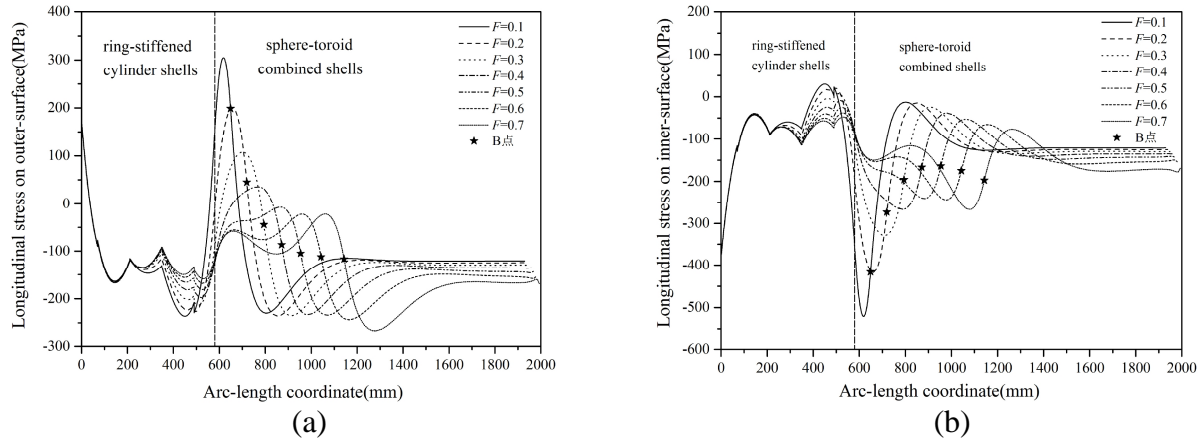 400
300
200
100
0
-100
-200
-300
Longitudinal stress on outer-surface(MPa)
ring-stiffened
cylinder shells
sphere-toroid
combined shells
F=0.1
F=0.2
F=0.3
F=0.4
F=0.5
F=0.6
F=0.7
★ B点
0 200 400 600 800 1000 1200 1400 1600 1800 2000
Arc-length coordinate(mm)
(a)
200
100
0
-100
-200
-300
-400
-500
-600
Longitudinal stress on inner-surface(MPa)
ring-stiffened
cylinder shells
sphere-toroid
combined shells
F=0.1
F=0.2
F=0.3
F=0.4
F=0.5
F=0.6
F=0.7
★ B点
0 200 400 600 800 1000 1200 1400 1600 1800 2000
Arc-length coordinate(mm)
(b)